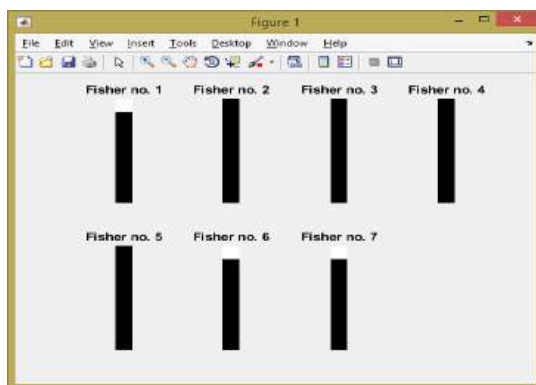 Figure 1
File Edit View Insert Tools Desktop Window Help
Fisher no. 1 Fisher no. 2 Fisher no. 3 Fisher no. 4
Fisher no. 5 Fisher no. 6 Fisher no. 7